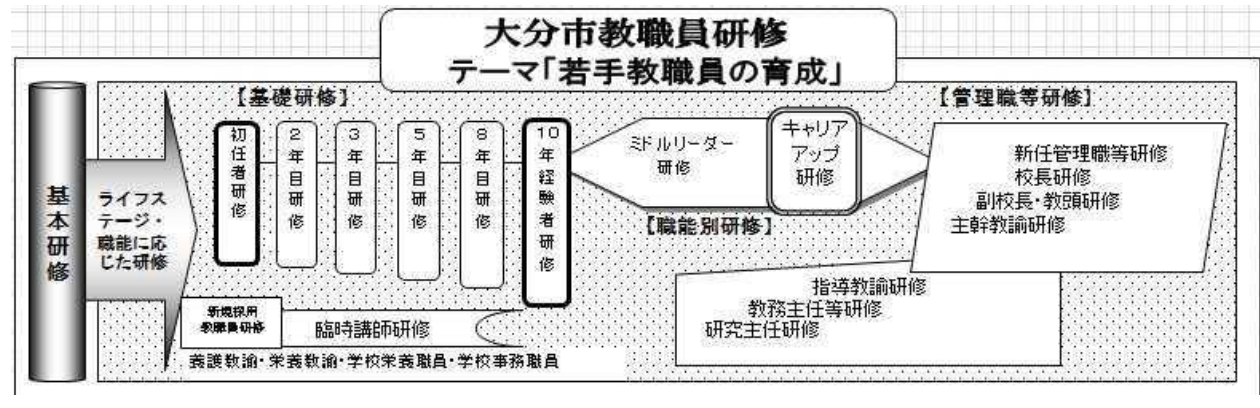 大分市教職員研修
テーマ「若手教職員の育成」
【基礎研修】
【管理職等研修】
基本研修
ライフス
テージ・
職能に応
じた研修
初任者研修
2年目研修
3年目研修
5年目研修
8年目研修
10年経験者研修
ミドルリーダー
研修
キャリア
アップ
研修
【職能別研修】
新任管理職等研修
校長研修
副校長・教頭研修
主幹教諭研修
指導教諭研修
教務主任等研修
研究主任研修
新規採用
教職員研修
臨時講師研修
養護教諭・栄養教諭・学校栄養職員・学校事務職員